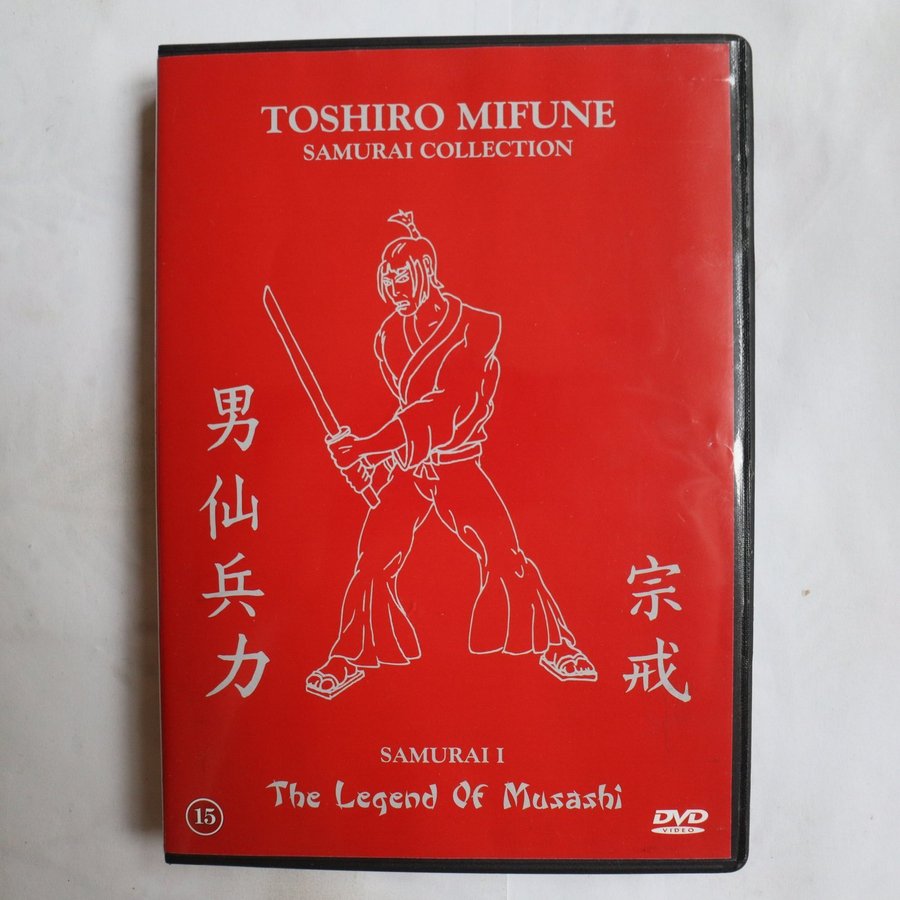 TOSHIRO MIFUNE
SAMURAI COLLECTION
男仙兵力
宗戒
SAMURAI I
The Legend Of Musashi
15
DVD
VIDEO